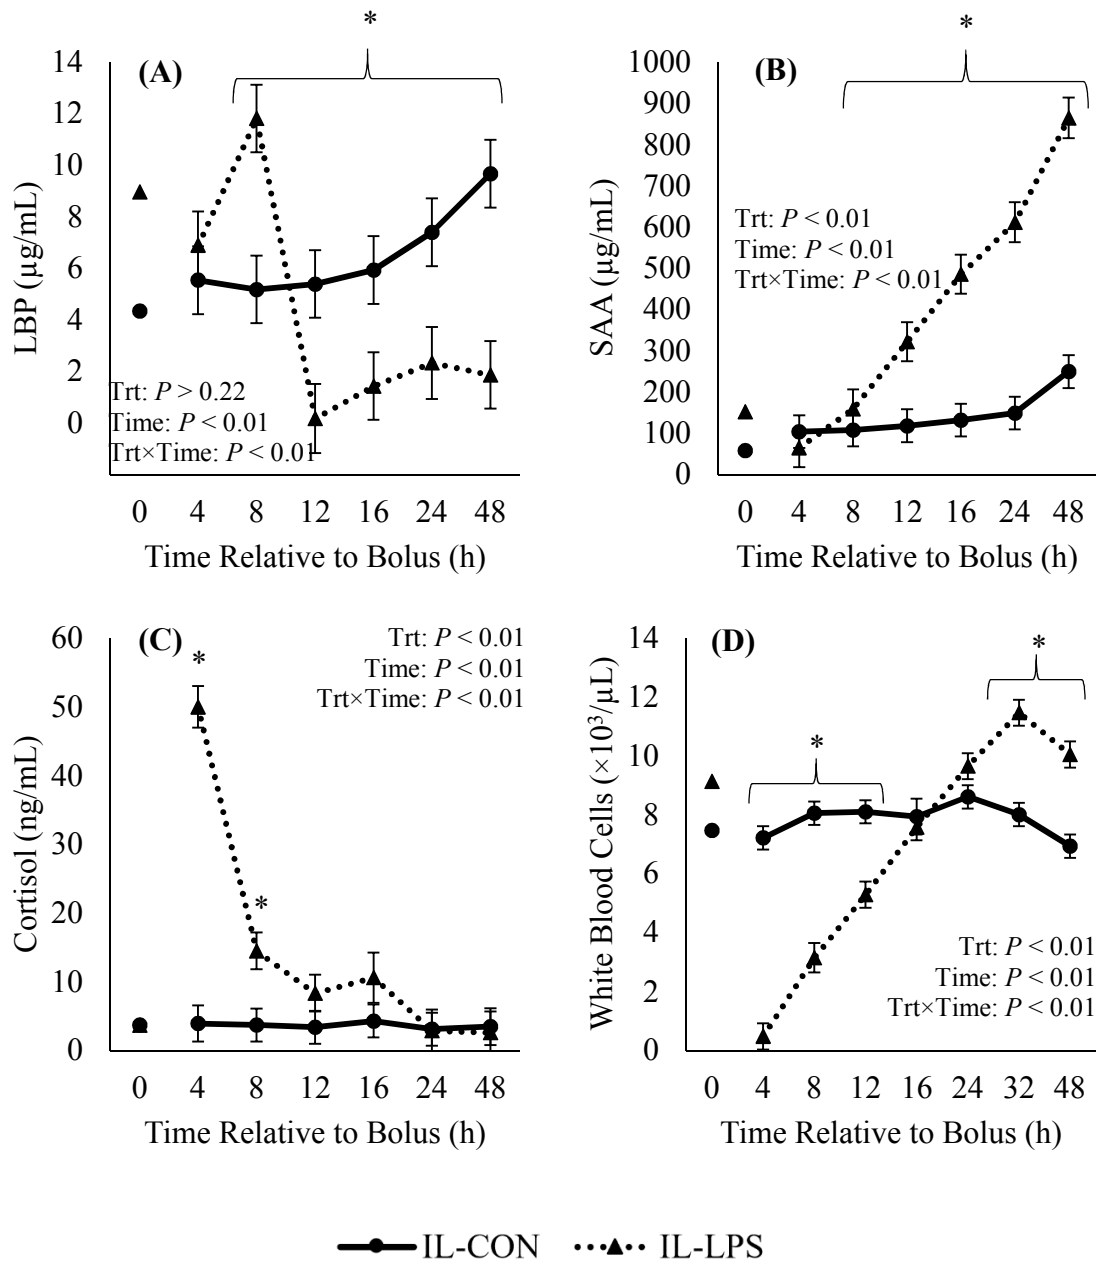 *
(A)
14
12
10
8
6
4
2
0
LBP (µg/mL)
Trt: P > 0.22
Time: P < 0.01
Trt×Time: P < 0.01
0 4 8 12 16 24 48
Time Relative to Bolus (h)
*
(B)
1000
900
800
700
600
500
400
300
200
100
0
SAA (µg/mL)
Trt: P < 0.01
Time: P < 0.01
Trt×Time: P < 0.01
0 4 8 12 16 24 48
Time Relative to Bolus (h)
(C)
60
50
40
30
20
10
0
Cortisol (ng/mL)
*
*
Trt: P < 0.01
Time: P < 0.01
Trt×Time: P < 0.01
0 4 8 12 16 24 48
Time Relative to Bolus (h)
(D)
14
12
10
8
6
4
2
0
White Blood Cells (×10³/µL)
*
*
Trt: P < 0.01
Time: P < 0.01
Trt×Time: P < 0.01
0 4 8 12 16 24 32 48
Time Relative to Bolus (h)
IL-CON IL-LPS